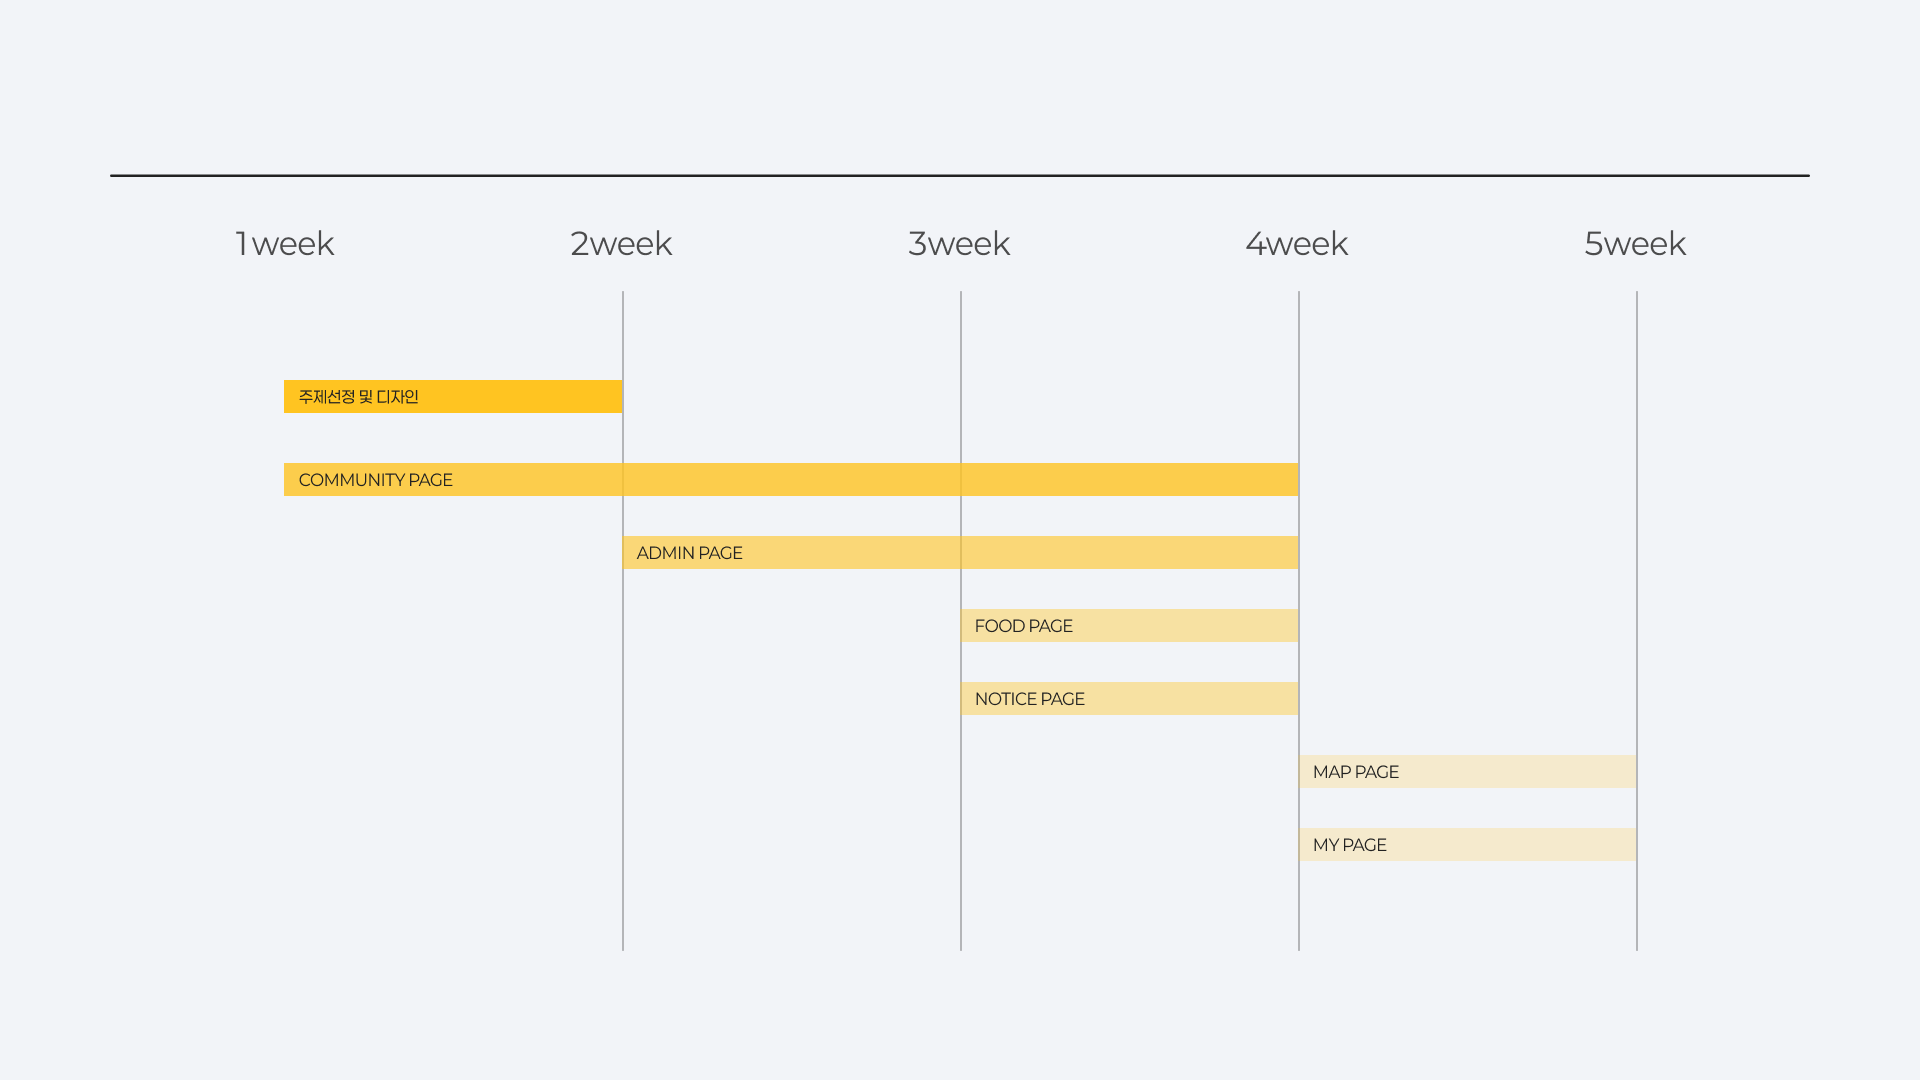 1week 2week 3week 4week 5week
주제선정 및 디자인
COMMUNITY PAGE
ADMIN PAGE
FOOD PAGE
NOTICE PAGE
MAP PAGE
MY PAGE